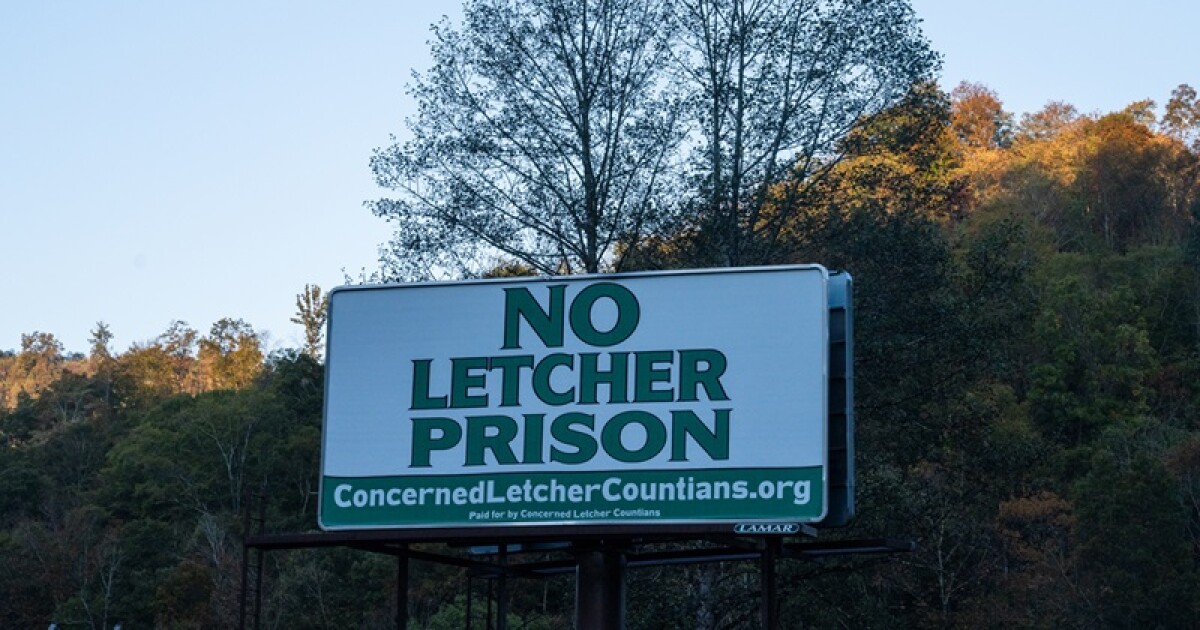 NO
LETCHER
PRISON
ConcernedLetcherCountians.org
Paid for by Concerned Letcher Countians
LAMAR